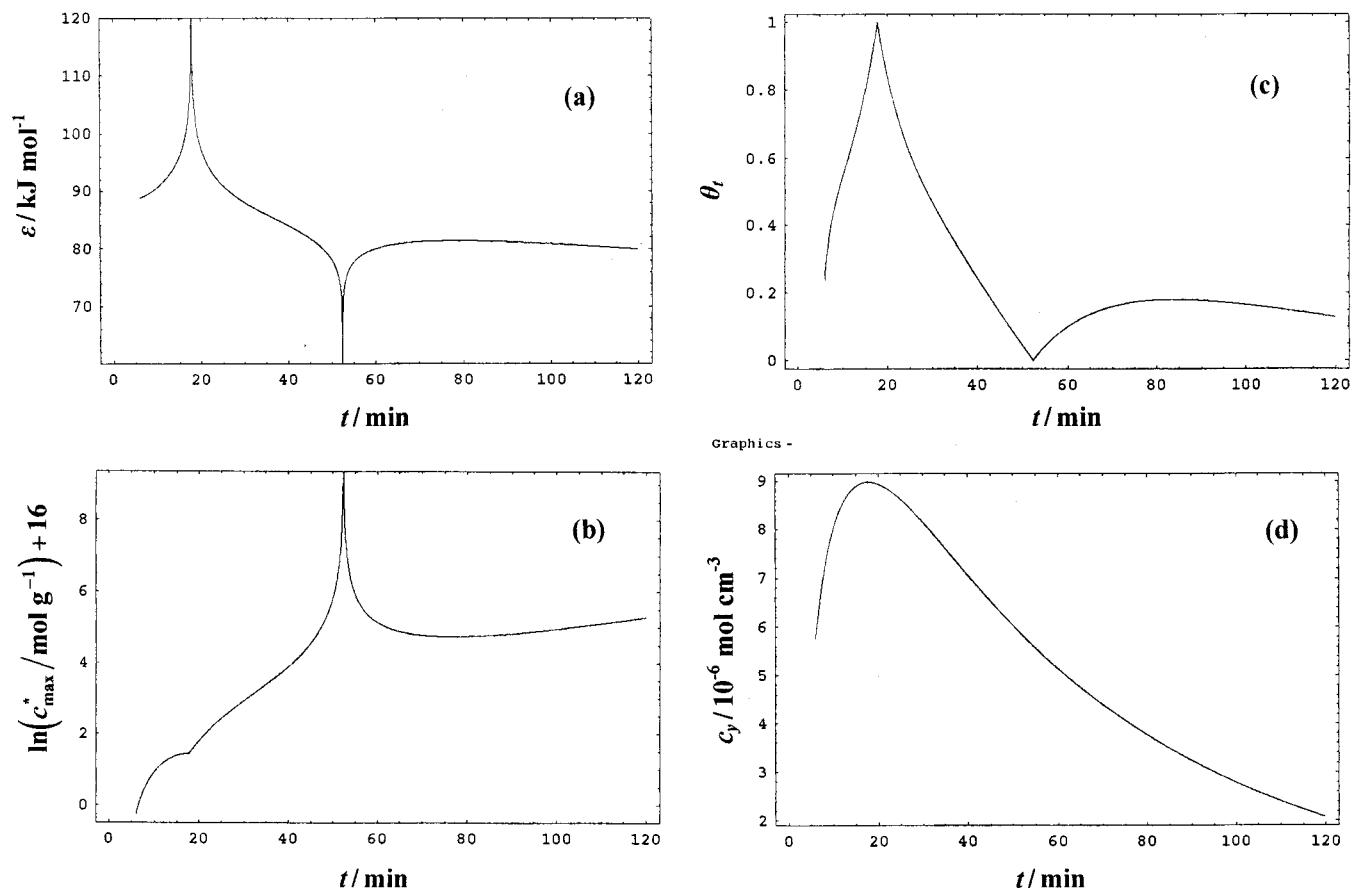 120
110
100
90
80
70
ε / kJ mol⁻¹
(a)
0 20 40 60 80 100 120
t / min
1
0.8
0.6
0.4
0.2
0
θₜ
(c)
0 20 40 60 80 100 120
t / min
Graphics -
8
6
4
2
0
ln(c*max / mol g⁻¹) + 16
(b)
0 20 40 60 80 100 120
t / min
9
8
7
6
5
4
3
2
c_y / 10⁻⁶ mol cm⁻³
(d)
0 20 40 60 80 100 120
t / min